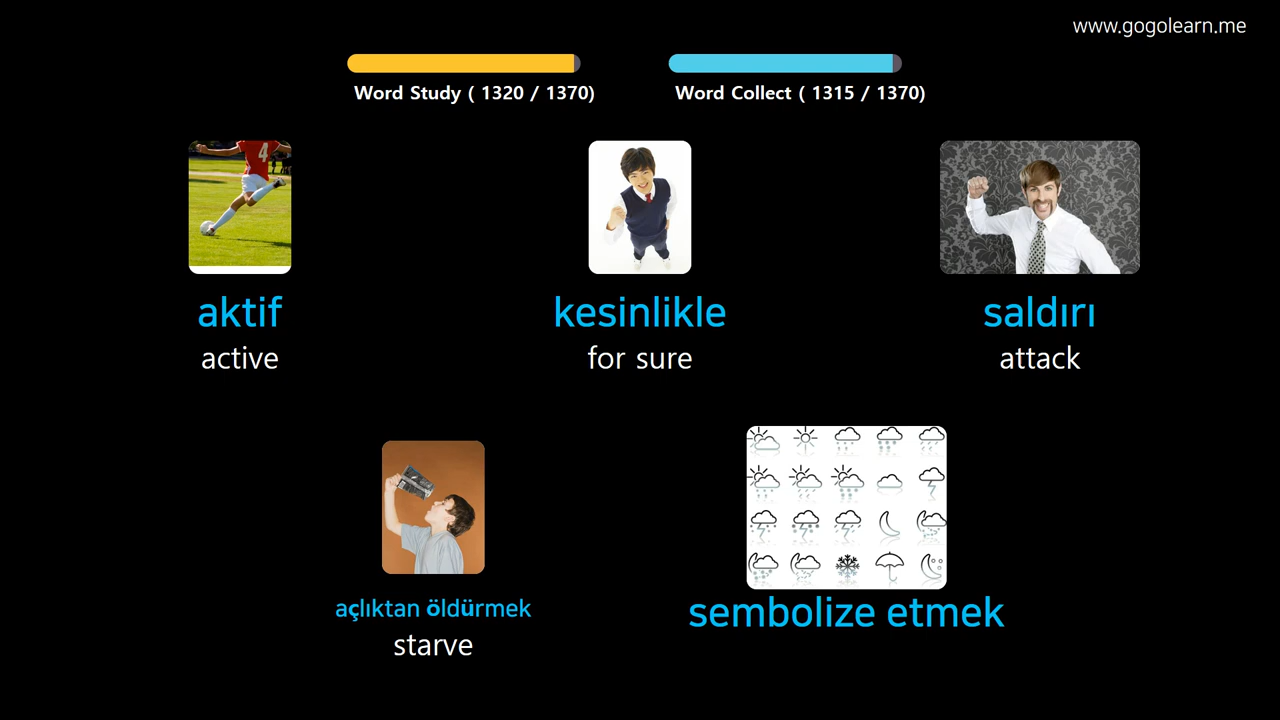 www.gogolearn.me
Word Study ( 1320 / 1370)
Word Collect ( 1315 / 1370)
4
aktif
active
kesinlikle
for sure
saldırı
attack
açlıktan öldürmek
starve
sembolize etmek